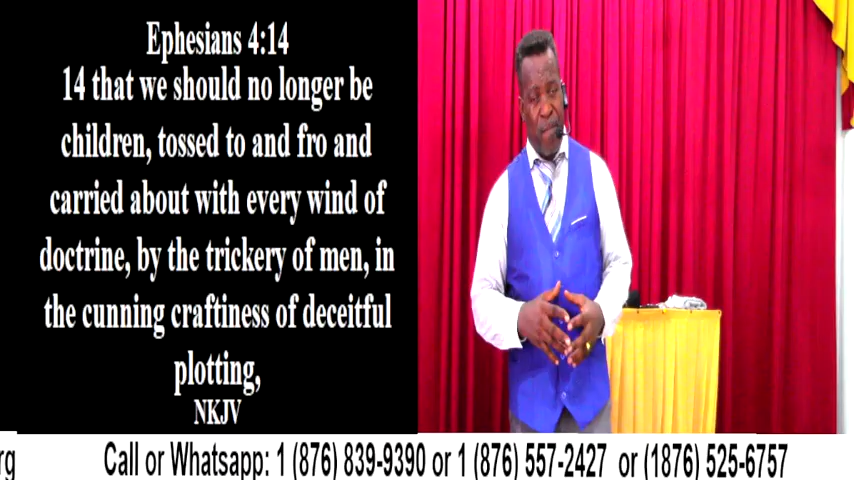 Ephesians 4:14
14 that we should no longer be
children, tossed to and fro and
carried about with every wind of
doctrine, by the trickery of men, in
the cunning craftiness of deceitful
plotting,
NKJV
rg Call or Whatsapp: 1 (876) 839-9390 or 1 (876) 557-2427 or (1876) 525-6757